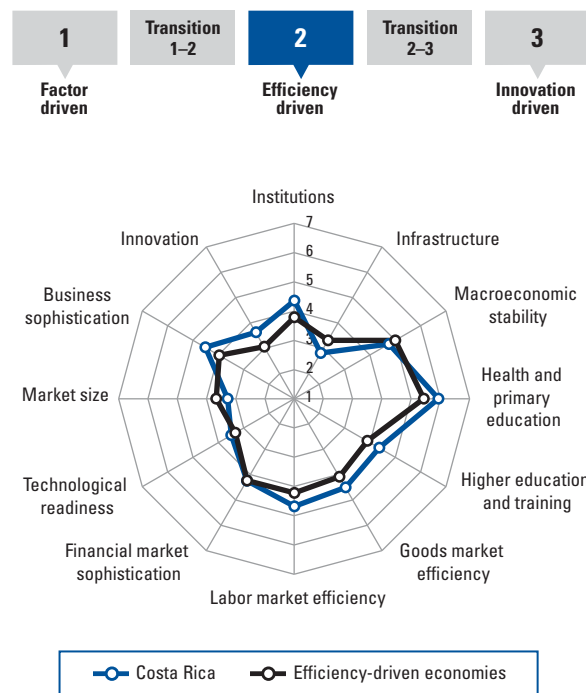 1
Transition
1–2
2
Transition
2–3
3
Factor
driven
Efficiency
driven
Innovation
driven
Institutions
7
6
5
4
3
2
1
Infrastructure
Macroeconomic
stability
Health and
primary
education
Higher education
and training
Goods market
efficiency
Labor market efficiency
Financial market
sophistication
Technological
readiness
Market size
Business
sophistication
Innovation
Costa Rica
Efficiency-driven economies